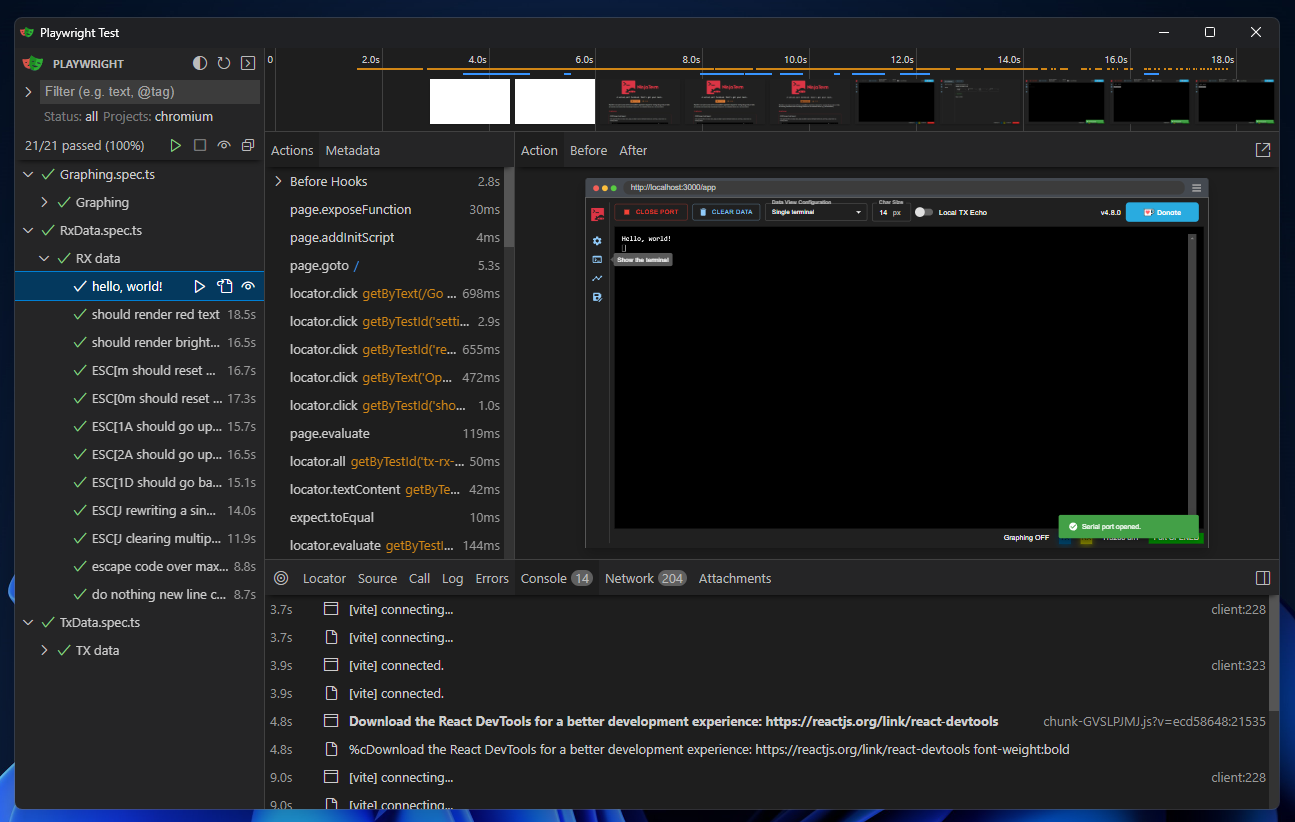 Playwright Test
PLAYWRIGHT
Filter (e.g. text, @tag)
Status: all Projects: chromium
21/21 passed (100%)
Graphing.spec.ts
Graphing
RxData.spec.ts
RX data
hello, world!
should render red text 18.5s
should render bright... 16.5s
ESC[m should reset ... 16.7s
ESC[0m should reset ... 17.3s
ESC[1A should go up... 15.7s
ESC[2A should go up... 16.5s
ESC[1D should go ba... 15.1s
ESC[J rewriting a sin... 14.0s
ESC[J clearing multip... 11.9s
escape code over max... 8.8s
do nothing new line c... 8.7s
TxData.spec.ts
TX data
0 2.0s 4.0s 6.0s 8.0s 10.0s 12.0s 14.0s 16.0s 18.0s
Actions Metadata
Before Hooks 2.8s
page.exposeFunction 30ms
page.addInitScript 4ms
page.goto / 5.3s
locator.click getByText(/Go ... 698ms
locator.click getByTestId('setti... 2.9s
locator.click getByTestId('re... 655ms
locator.click getByText('Op... 472ms
locator.click getByTestId('sho... 1.0s
page.evaluate 119ms
locator.all getByTestId('tx-rx-... 50ms
locator.textContent getByTe... 42ms
expect.toEqual 10ms
locator.evaluate getByTestI... 144ms
Action Before After
http://localhost:3000/app
CLOSE PORT
CLEAR DATA
Data View Configuration
Single terminal
Char Size
14 px
Local TX Echo
v4.8.0
Donate
Hello, world!
Show the terminal
Serial port opened.
Graphing OFF
Locator Source Call Log Errors Console 14 Network 204 Attachments
3.7s [vite] connecting... client:228
3.7s [vite] connecting...
3.9s [vite] connected. client:323
3.9s [vite] connected.
4.8s Download the React DevTools for a better development experience: https://reactjs.org/link/react-devtools chunk-GVSLPJMJ.js?v=ecd58648:21535
4.8s %cDownload the React DevTools for a better development experience: https://reactjs.org/link/react-devtools font-weight:bold
9.0s [vite] connecting... client:228
9.0s [vite] connecting...